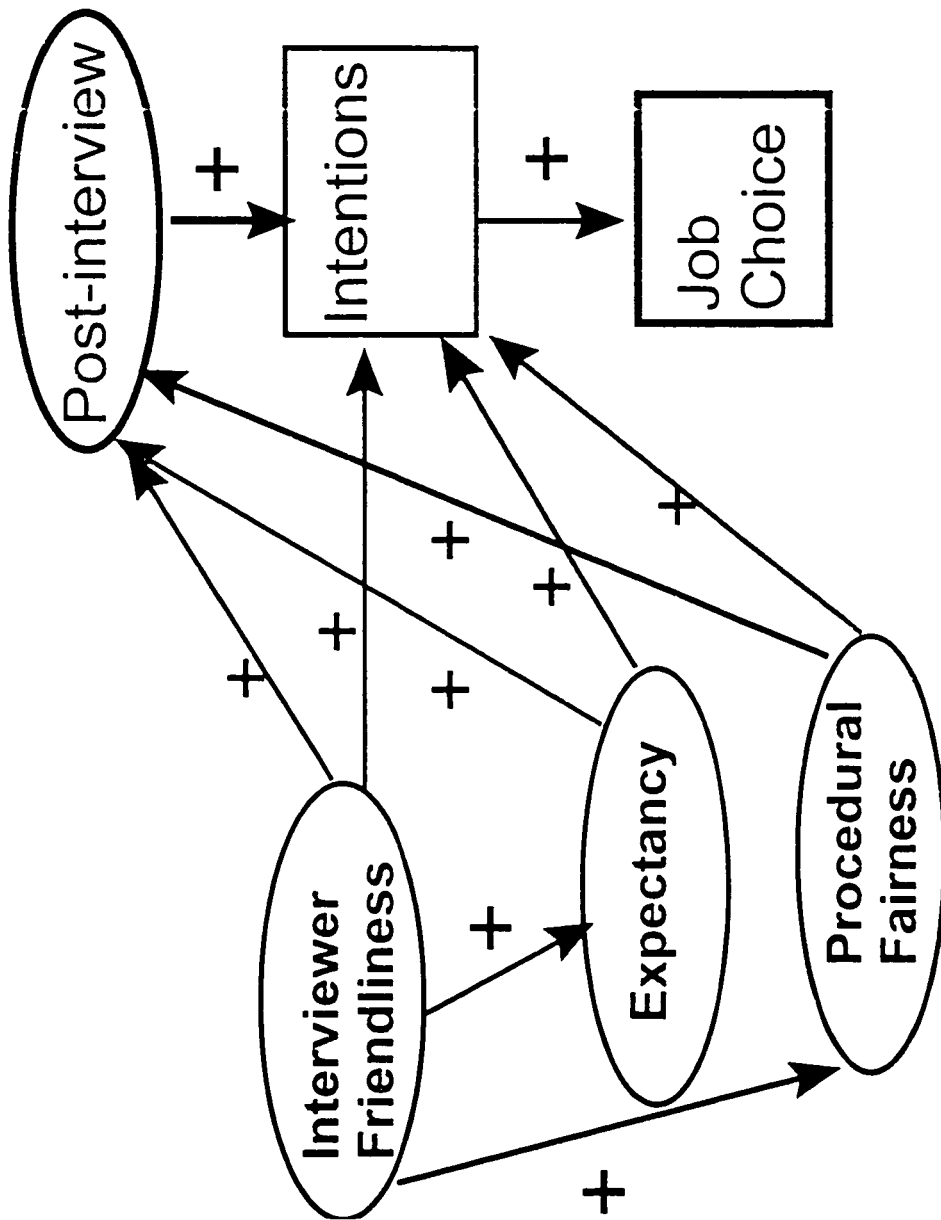 Post-interview
+
+
Interviewer
Friendliness
+
Intentions
+
+
+
+
+
+
Expectancy
+
Job
Choice
Procedural
Fairness